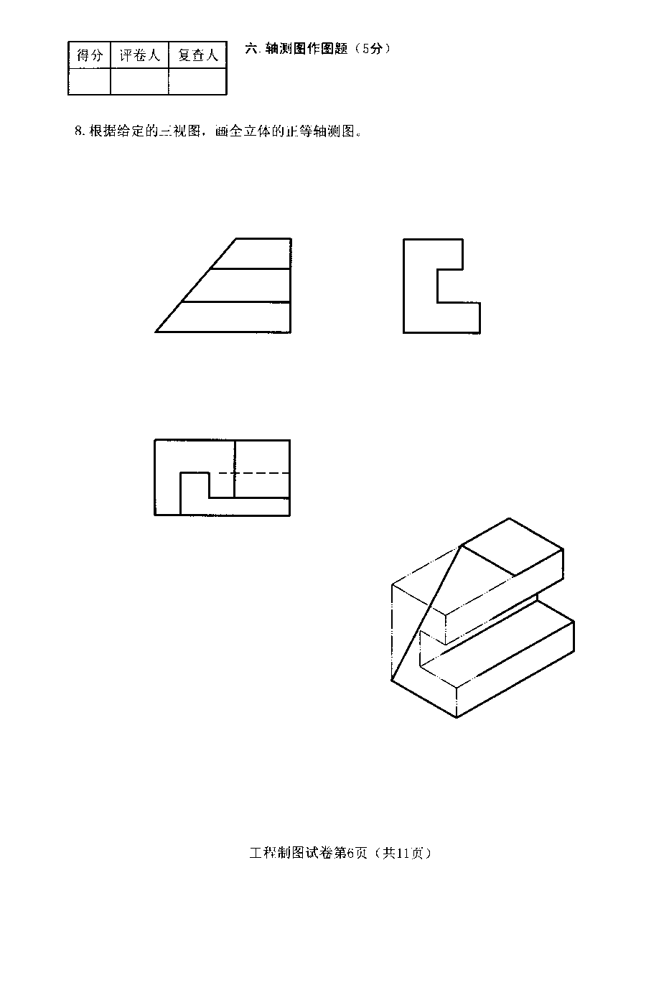 六.轴测图作图题（5分）
得分 评卷人 复查人
8.根据给定的三视图，画全立体的正等轴测图。
工程制图试卷第6页（共11页）